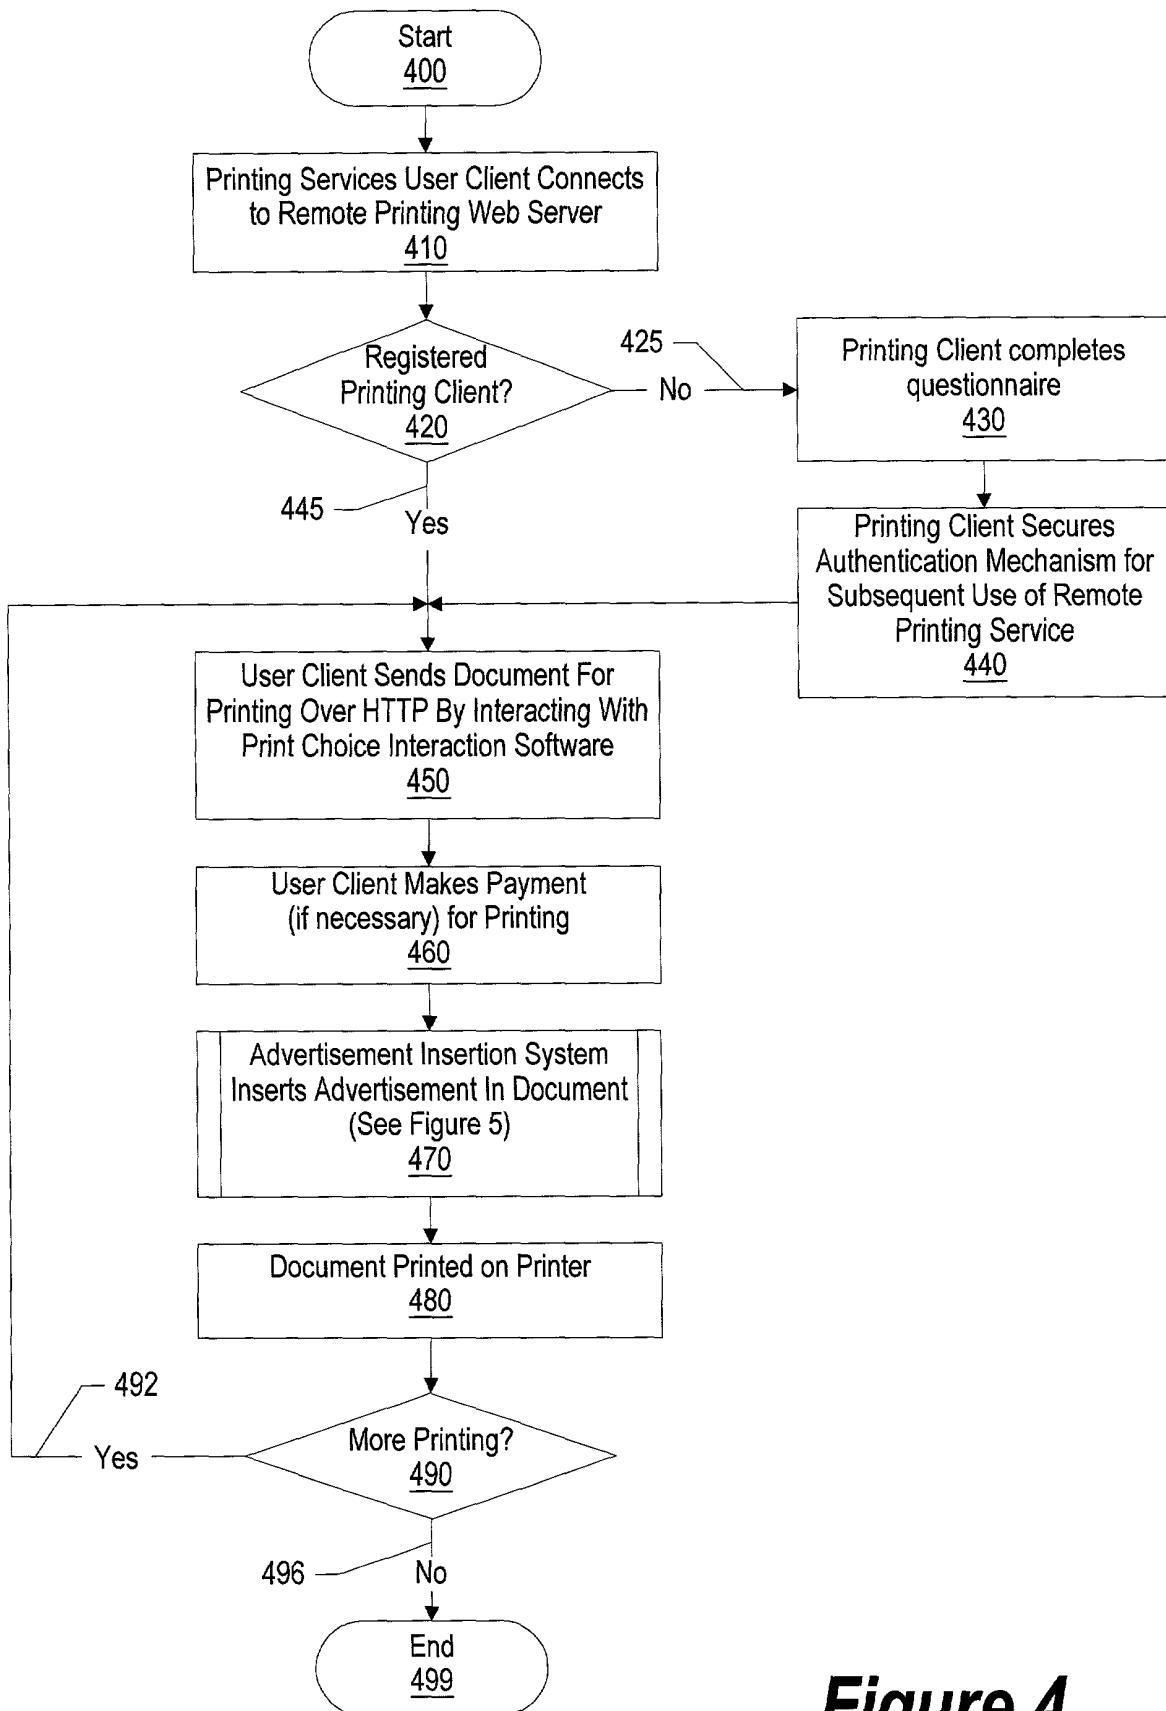 Start
400
Printing Services User Client Connects
to Remote Printing Web Server
410
Registered
Printing Client?
420
425
No
Printing Client completes
questionnaire
430
445
Yes
Printing Client Secures
Authentication Mechanism for
Subsequent Use of Remote
Printing Service
440
User Client Sends Document For
Printing Over HTTP By Interacting With
Print Choice Interaction Software
450
User Client Makes Payment
(if necessary) for Printing
460
Advertisement Insertion System
Inserts Advertisement In Document
(See Figure 5)
470
Document Printed on Printer
480
492
Yes
More Printing?
490
496
No
End
499
Figure 4